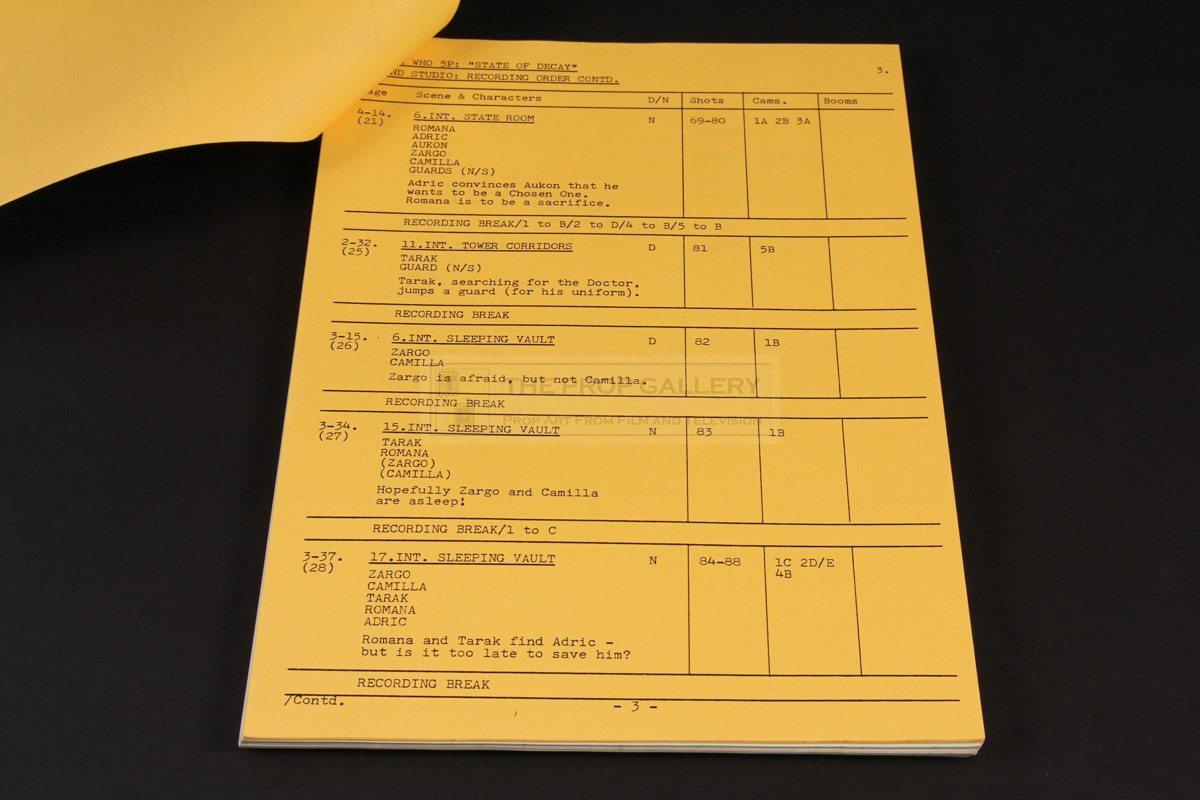 WHO 5P: "STATE OF DECAY"
ND STUDIO: RECORDING ORDER CONTD.
3.
age Scene & Characters D/N Shots Cams. Booms
4-14. 6.INT. STATE ROOM N 69-80 1A 2B 3A
(21)
ROMANA
ADRIC
AUKON
ZARGO
CAMILLA
GUARDS (N/S)
Adric convinces Aukon that he
wants to be a Chosen One.
Romana is to be a sacrifice.
RECORDING BREAK/1 to B/2 to D/4 to B/5 to B
2-32. 11.INT. TOWER CORRIDORS D 81 5B
(25)
TARAK
GUARD (N/S)
Tarak, searching for the Doctor,
jumps a guard (for his uniform).
RECORDING BREAK
3-15. 6.INT. SLEEPING VAULT D 82 1B
(26)
ZARGO
CAMILLA
Zargo is afraid, but not Camilla.
RECORDING BREAK
3-34. 15.INT. SLEEPING VAULT N 83 1B
(27)
TARAK
ROMANA
(ZARGO)
(CAMILLA)
Hopefully Zargo and Camilla
are asleep!
RECORDING BREAK/1 to C
3-37. 17.INT. SLEEPING VAULT N 84-88 1C 2D/E
(28) 4B
ZARGO
CAMILLA
TARAK
ROMANA
ADRIC
Romana and Tarak find Adric -
but is it too late to save him?
RECORDING BREAK
/Contd.
- 3 -
THE PROP GALLERY
PROP ART FROM FILM AND TELEVISION